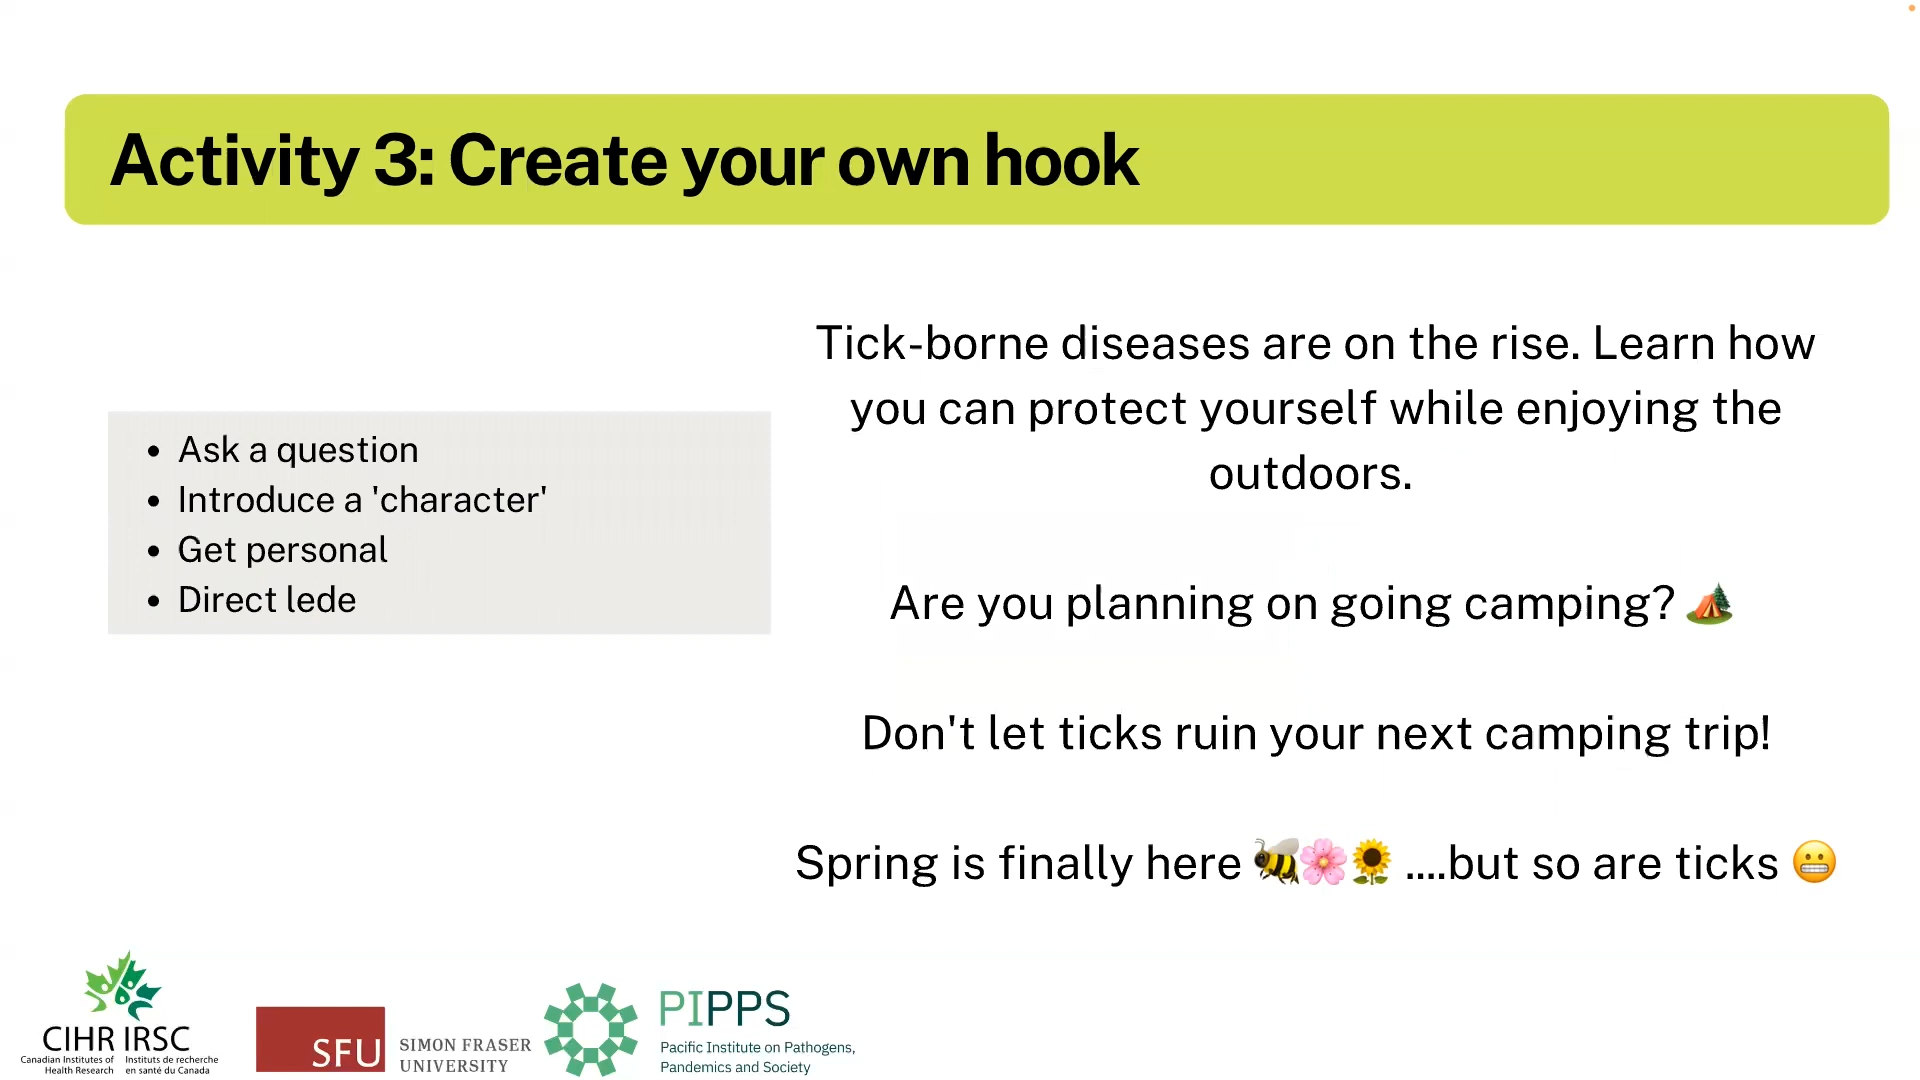 Activity 3: Create your own hook
• Ask a question
• Introduce a 'character'
• Get personal
• Direct lede
Tick-borne diseases are on the rise. Learn how
you can protect yourself while enjoying the
outdoors.
Are you planning on going camping? 🏕️
Don't let ticks ruin your next camping trip!
Spring is finally here 🐝🌸🌻 ....but so are ticks 😬
CIHR IRSC
Canadian Institutes of Health Research
Instituts de recherche en santé du Canada
SFU
SIMON FRASER
UNIVERSITY
PIPPS
Pacific Institute on Pathogens,
Pandemics and Society